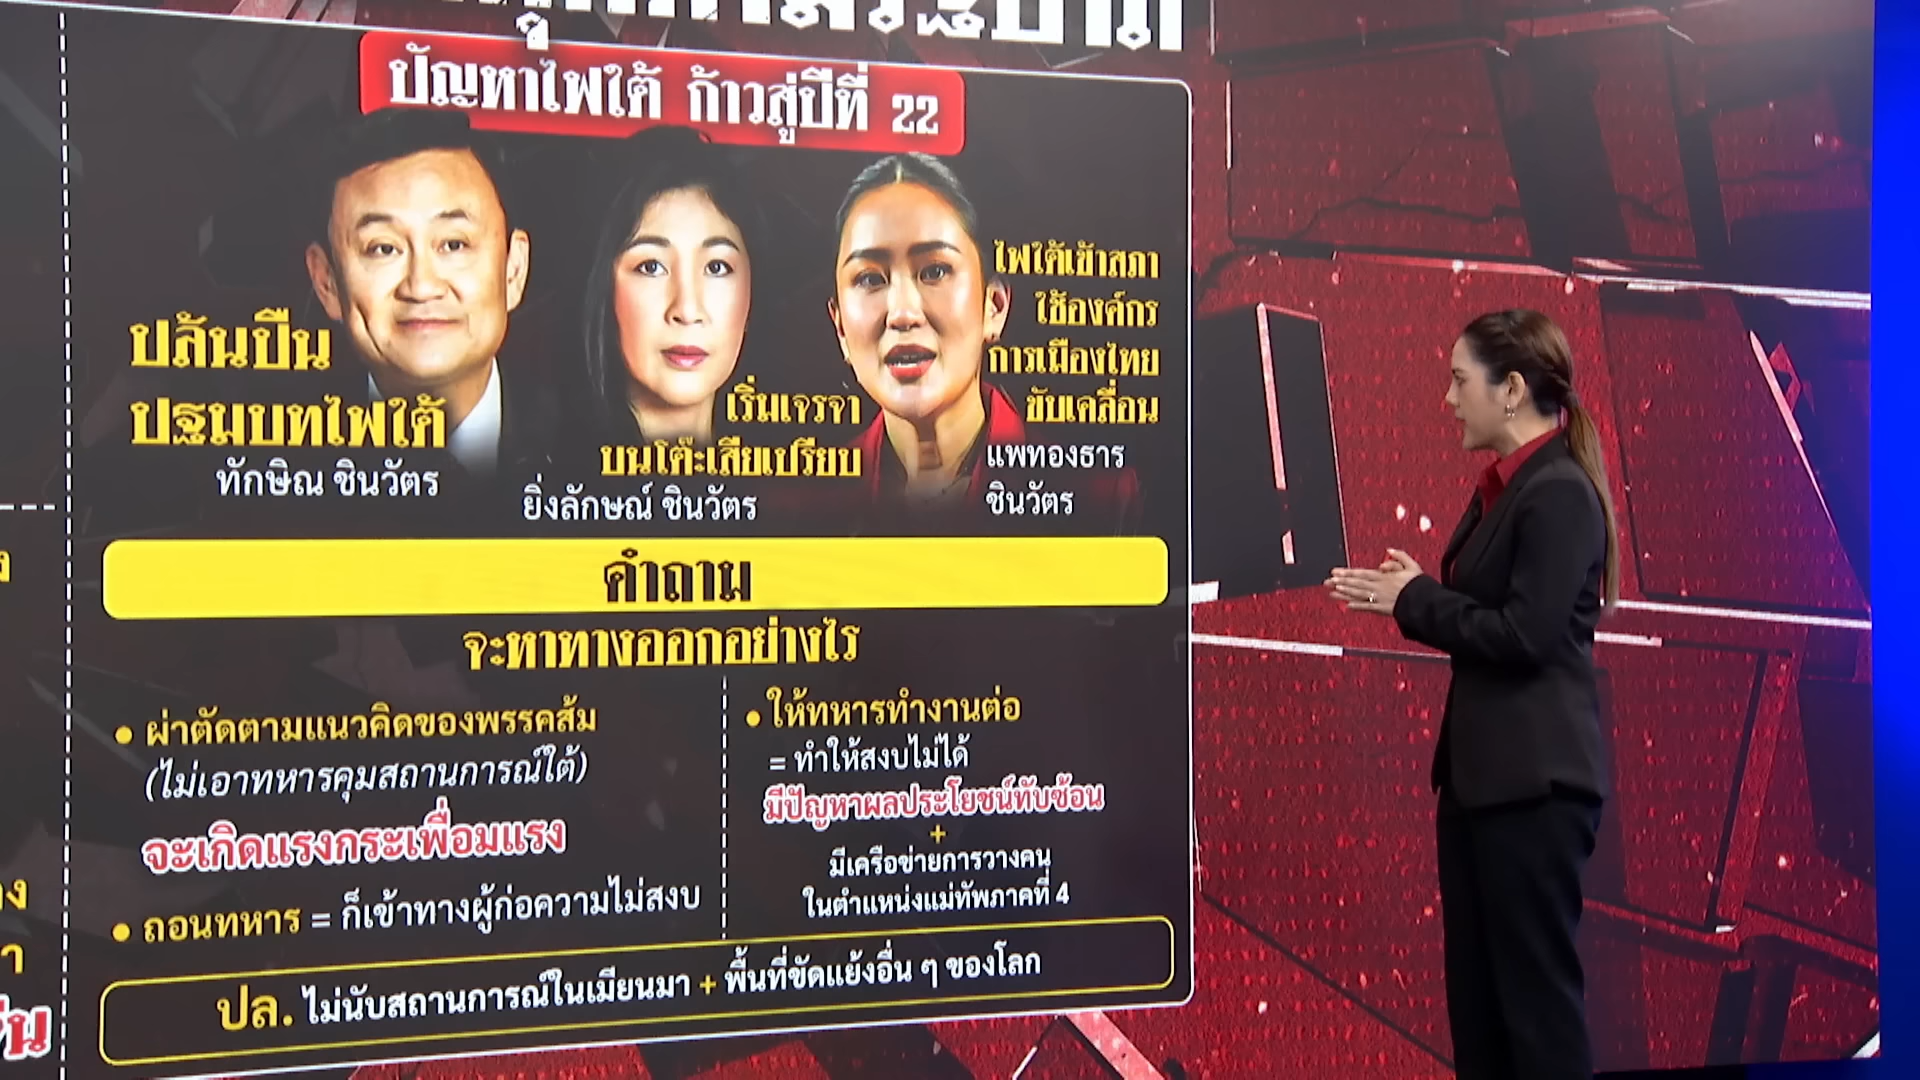 ปัญหาไฟใต้ ก้าวสู่ปีที่ 22
ปล้นปืน
ปฐมบทไฟใต้
ทักษิณ ชินวัตร
เริ่มเจรจา
บนโต๊ะเสียเปรียบ
ยิ่งลักษณ์ ชินวัตร
ไฟใต้เข้าสภา
ใช้องค์กร
การเมืองไทย
ขับเคลื่อน
แพทองธาร
ชินวัตร
คำถาม
จะหาทางออกอย่างไร
• ผ่าตัดตามแนวคิดของพรรคส้ม
(ไม่เอาทหารคุมสถานการณ์ใต้)
จะเกิดแรงกระเพื่อมแรง
• ถอนทหาร = ก็เข้าทางผู้ก่อความไม่สงบ
• ให้ทหารทำงานต่อ
= ทำให้สงบไม่ได้
มีปัญหาผลประโยชน์ทับซ้อน
+
มีเครือข่ายการวางคน
ในตำแหน่งแม่ทัพภาคที่ 4
ปล. ไม่นับสถานการณ์ในเมียนมา + พื้นที่ขัดแย้งอื่น ๆ ของโลก